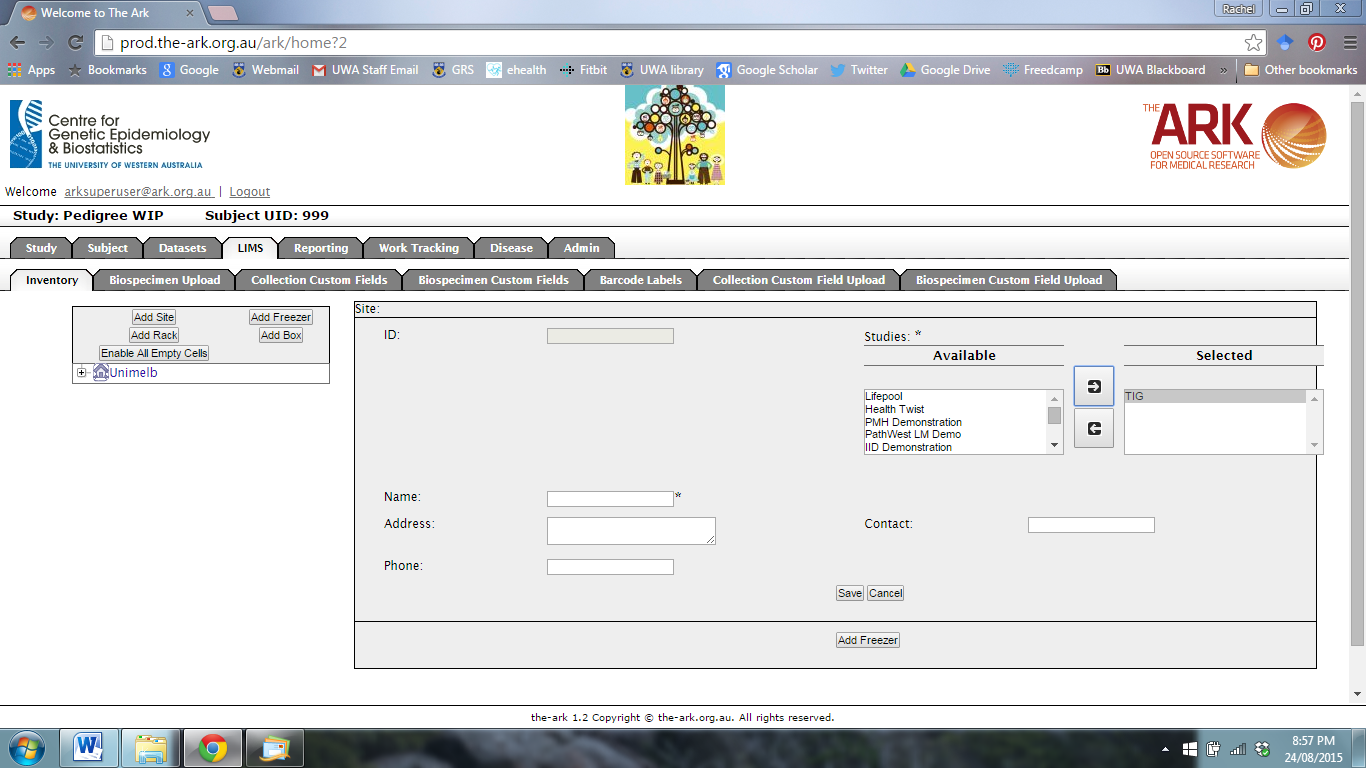 Welcome to The Ark
Rachel
prod.the-ark.org.au/ark/home?2
Apps Bookmarks Google Webmail UWA Staff Email GRS ehealth Fitbit UWA library Google Scholar Twitter Google Drive Freedcamp Bb UWA Blackboard » Other bookmarks
Centre for
Genetic Epidemiology
& Biostatistics
THE UNIVERSITY OF WESTERN AUSTRALIA
THE ARK
OPEN SOURCE SOFTWARE
FOR MEDICAL RESEARCH
Welcome arksuperuser@ark.org.au | Logout
Study: Pedigree WIP Subject UID: 999
Study Subject Datasets LIMS Reporting Work Tracking Disease Admin
Inventory Biospecimen Upload Collection Custom Fields Biospecimen Custom Fields Barcode Labels Collection Custom Field Upload Biospecimen Custom Field Upload
Add Site Add Freezer
Add Rack Add Box
Enable All Empty Cells
Unimelb
Site:
ID:
Studies: *
Available Selected
Lifepool
Health Twist
PMH Demonstration
PathWest LM Demo
IID Demonstration
TIG
Name: *
Address: Contact:
Phone:
Save Cancel
Add Freezer
the-ark 1.2 Copyright © the-ark.org.au. All rights reserved.
8:57 PM
24/08/2015